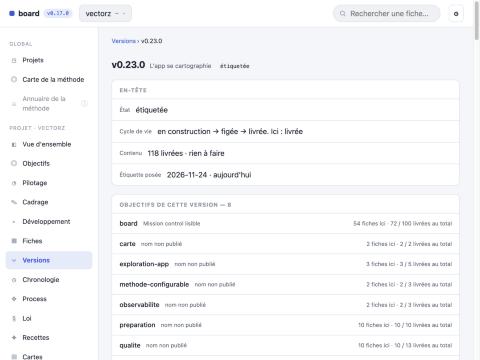 board v0.17.0 vectorz
Rechercher une fiche...
GLOBAL
Projets
Carte de la méthode
Annuaire de la méthode
PROJET · VECTORZ
Vue d'ensemble
Objectifs
Pilotage
Cadrage
Développement
Fiches
Versions
Chronologie
Process
§ Loi
Recettes
Cartes
Versions › v0.23.0
v0.23.0 L'app se cartographie étiquetée
EN-TÊTE
État étiquetée
Cycle de vie en construction → figée → livrée. Ici : livrée
Contenu 118 livrées · rien à faire
Étiquette posée 2026-11-24 · aujourd'hui
OBJECTIFS DE CETTE VERSION — 8
board Mission control lisible 54 fiches ici · 72 / 100 livrées au total
carte nom non publié 2 fiches ici · 2 / 2 livrées au total
exploration-app nom non publié 3 fiches ici · 3 / 5 livrées au total
methode-configurable nom non publié 2 fiches ici · 2 / 3 livrées au total
observabilite nom non publié 2 fiches ici · 2 / 3 livrées au total
preparation nom non publié 10 fiches ici · 10 / 10 livrées au total
qualite nom non publié 10 fiches ici · 10 / 13 livrées au total